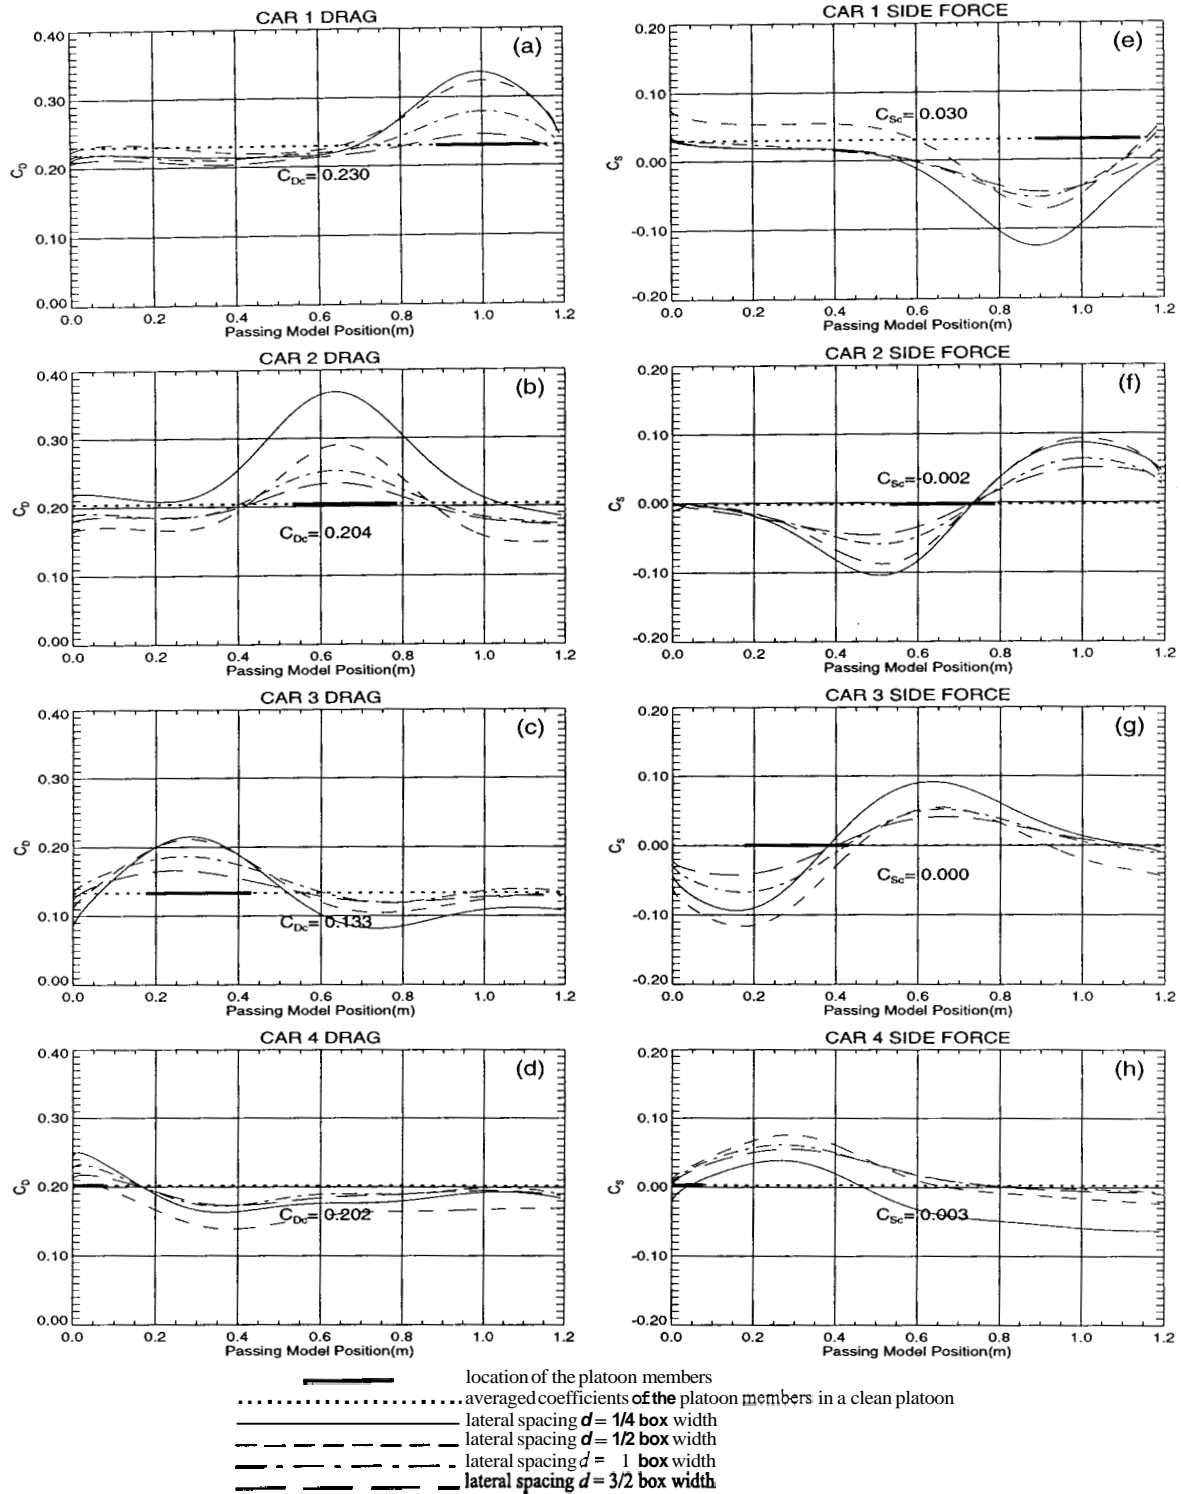 CAR 1 DRAG
(a)
0.40
0.30
0.20
0.10
0.00
C_D
C_Dc= 0.230
0.0 0.2 0.4 0.6 0.8 1.0 1.2
Passing Model Position(m)
CAR 1 SIDE FORCE
(e)
0.20
0.10
0.00
-0.10
-0.20
C_S
C_Sc= 0.030
0.0 0.2 0.4 0.6 0.8 1.0 1.2
Passing Model Position(m)
CAR 2 DRAG
(b)
0.40
0.30
0.20
0.10
0.00
C_D
C_Dc= 0.204
0.0 0.2 0.4 0.6 0.8 1.0 1.2
Passing Model Position(m)
CAR 2 SIDE FORCE
(f)
0.20
0.10
0.00
-0.10
-0.20
C_S
C_Sc=-0.002
0.0 0.2 0.4 0.6 0.8 1.0 1.2
Passing Model Position(m)
CAR 3 DRAG
(c)
0.40
0.30
0.20
0.10
0.00
C_D
C_Dc= 0.133
0.0 0.2 0.4 0.6 0.8 1.0 1.2
Passing Model Position(m)
CAR 3 SIDE FORCE
(g)
0.20
0.10
0.00
-0.10
-0.20
C_S
C_Sc= 0.000
0.0 0.2 0.4 0.6 0.8 1.0 1.2
Passing Model Position(m)
CAR 4 DRAG
(d)
0.40
0.30
0.20
0.10
0.00
C_D
C_Dc= 0.202
0.0 0.2 0.4 0.6 0.8 1.0 1.2
Passing Model Position(m)
CAR 4 SIDE FORCE
(h)
0.20
0.10
0.00
-0.10
-0.20
C_S
C_Sc= 0.003
0.0 0.2 0.4 0.6 0.8 1.0 1.2
Passing Model Position(m)
location of the platoon members
averaged coefficients of the platoon members in a clean platoon
lateral spacing d = 1/4 box width
lateral spacing d = 1/2 box width
lateral spacing d = 1 box width
lateral spacing d = 3/2 box width